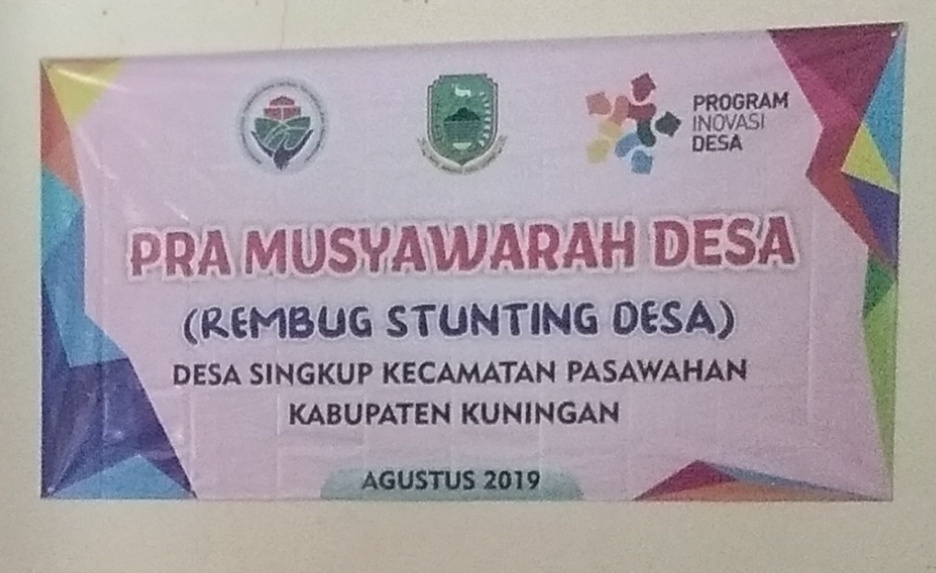 PROGRAM
INOVASI
DESA
PRA MUSYAWARAH DESA
(REMBUG STUNTING DESA)
DESA SINGKUP KECAMATAN PASAWAHAN
KABUPATEN KUNINGAN
AGUSTUS 2019